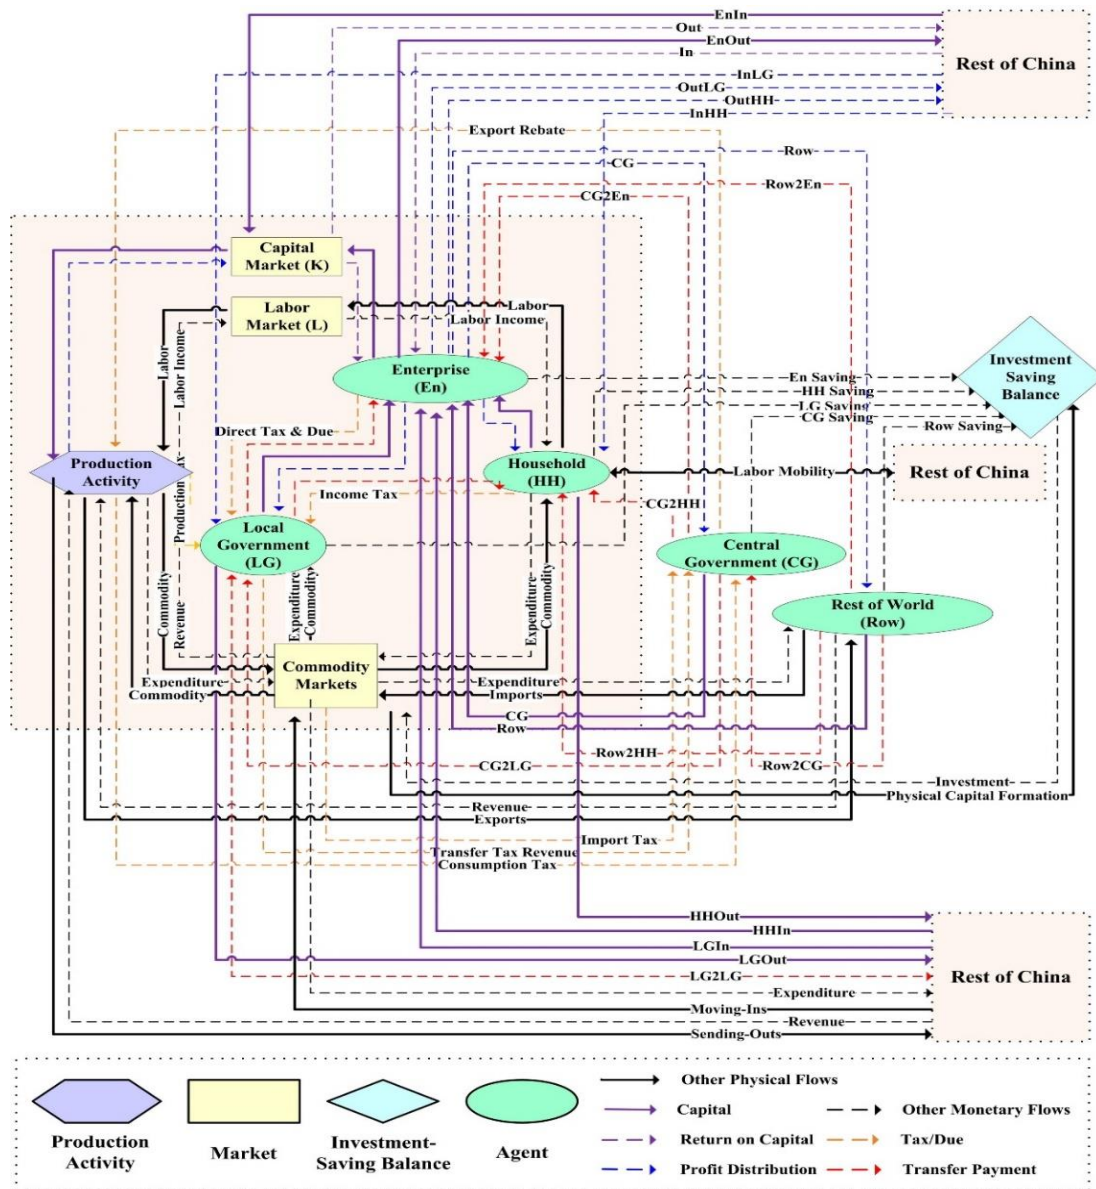 EnIn
Out
EnOut
In
Rest of China
InLG
OutLG
OutHH
InHH
Export Rebate
Row
CG
Row2En
CG2En
Capital
Market (K)
Labor
Market (L)
Labor
Labor Income
Labor
Labor Income
Enterprise
(En)
Investment
Saving
Balance
En Saving
HH Saving
LG Saving
CG Saving
Row Saving
Direct Tax & Due
Production
Activity
Household
(HH)
Labor Mobility
Rest of China
Income Tax
CG2HH
Production Tax
Local
Government
(LG)
Central
Government (CG)
Rest of World
(Row)
Commodity
Revenue
Expenditure
Commodity
Expenditure
Commodity
Commodity
Markets
Expenditure
Commodity
Expenditure
Imports
CG
Row
Row2HH
CG2LG
Row2CG
Investment
Physical Capital Formation
Revenue
Exports
Import Tax
Transfer Tax Revenue
Consumption Tax
HHOut
HHIn
LGIn
LGOut
LG2LG
Expenditure
Moving-Ins
Revenue
Sending-Outs
Rest of China
Production
Activity
Market
Investment-
Saving Balance
Agent
Other Physical Flows
Capital
Other Monetary Flows
Return on Capital
Tax/Due
Profit Distribution
Transfer Payment